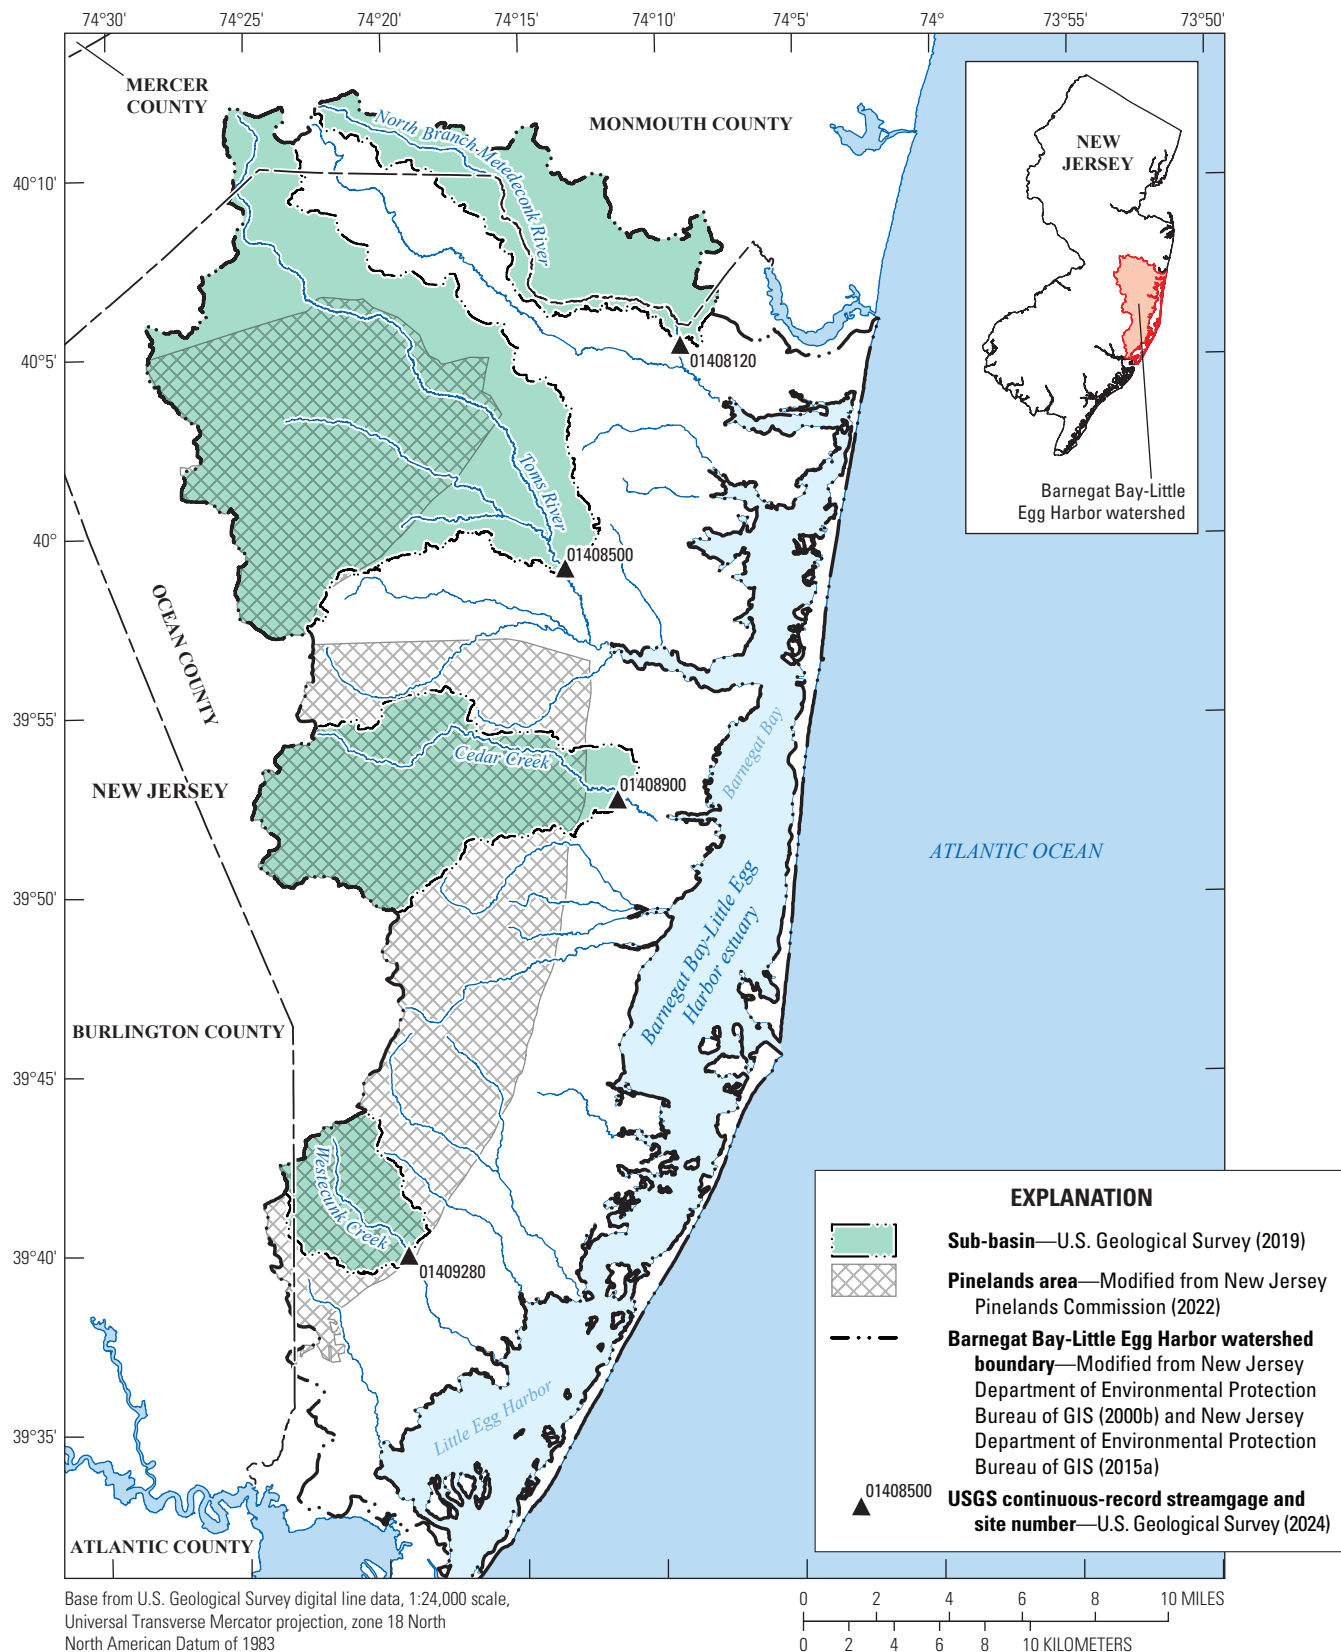 74°30'
74°25'
74°20'
74°15'
74°10'
74°5'
74°
73°55'
73°50'
MERCER
COUNTY
MONMOUTH COUNTY
North Branch Metedeconk River
NEW
JERSEY
40°10'
40°5'
01408120
Toms River
Barnegat Bay-Little
Egg Harbor watershed
40°
01408500
OCEAN COUNTY
39°55'
Cedar Creek
Barnegat Bay
NEW JERSEY
01408900
ATLANTIC OCEAN
39°50'
Barnegat Bay-Little Egg
Harbor estuary
BURLINGTON COUNTY
39°45'
Westecunk Creek
39°40'
01409280
EXPLANATION
Sub-basin—U.S. Geological Survey (2019)
Pinelands area—Modified from New Jersey
Pinelands Commission (2022)
Barnegat Bay-Little Egg Harbor watershed
boundary—Modified from New Jersey
Department of Environmental Protection
Bureau of GIS (2000b) and New Jersey
Department of Environmental Protection
Bureau of GIS (2015a)
01408500
USGS continuous-record streamgage and
site number—U.S. Geological Survey (2024)
Little Egg Harbor
39°35'
ATLANTIC COUNTY
Base from U.S. Geological Survey digital line data, 1:24,000 scale,
Universal Transverse Mercator projection, zone 18 North
North American Datum of 1983
0 2 4 6 8 10 MILES
0 2 4 6 8 10 KILOMETERS